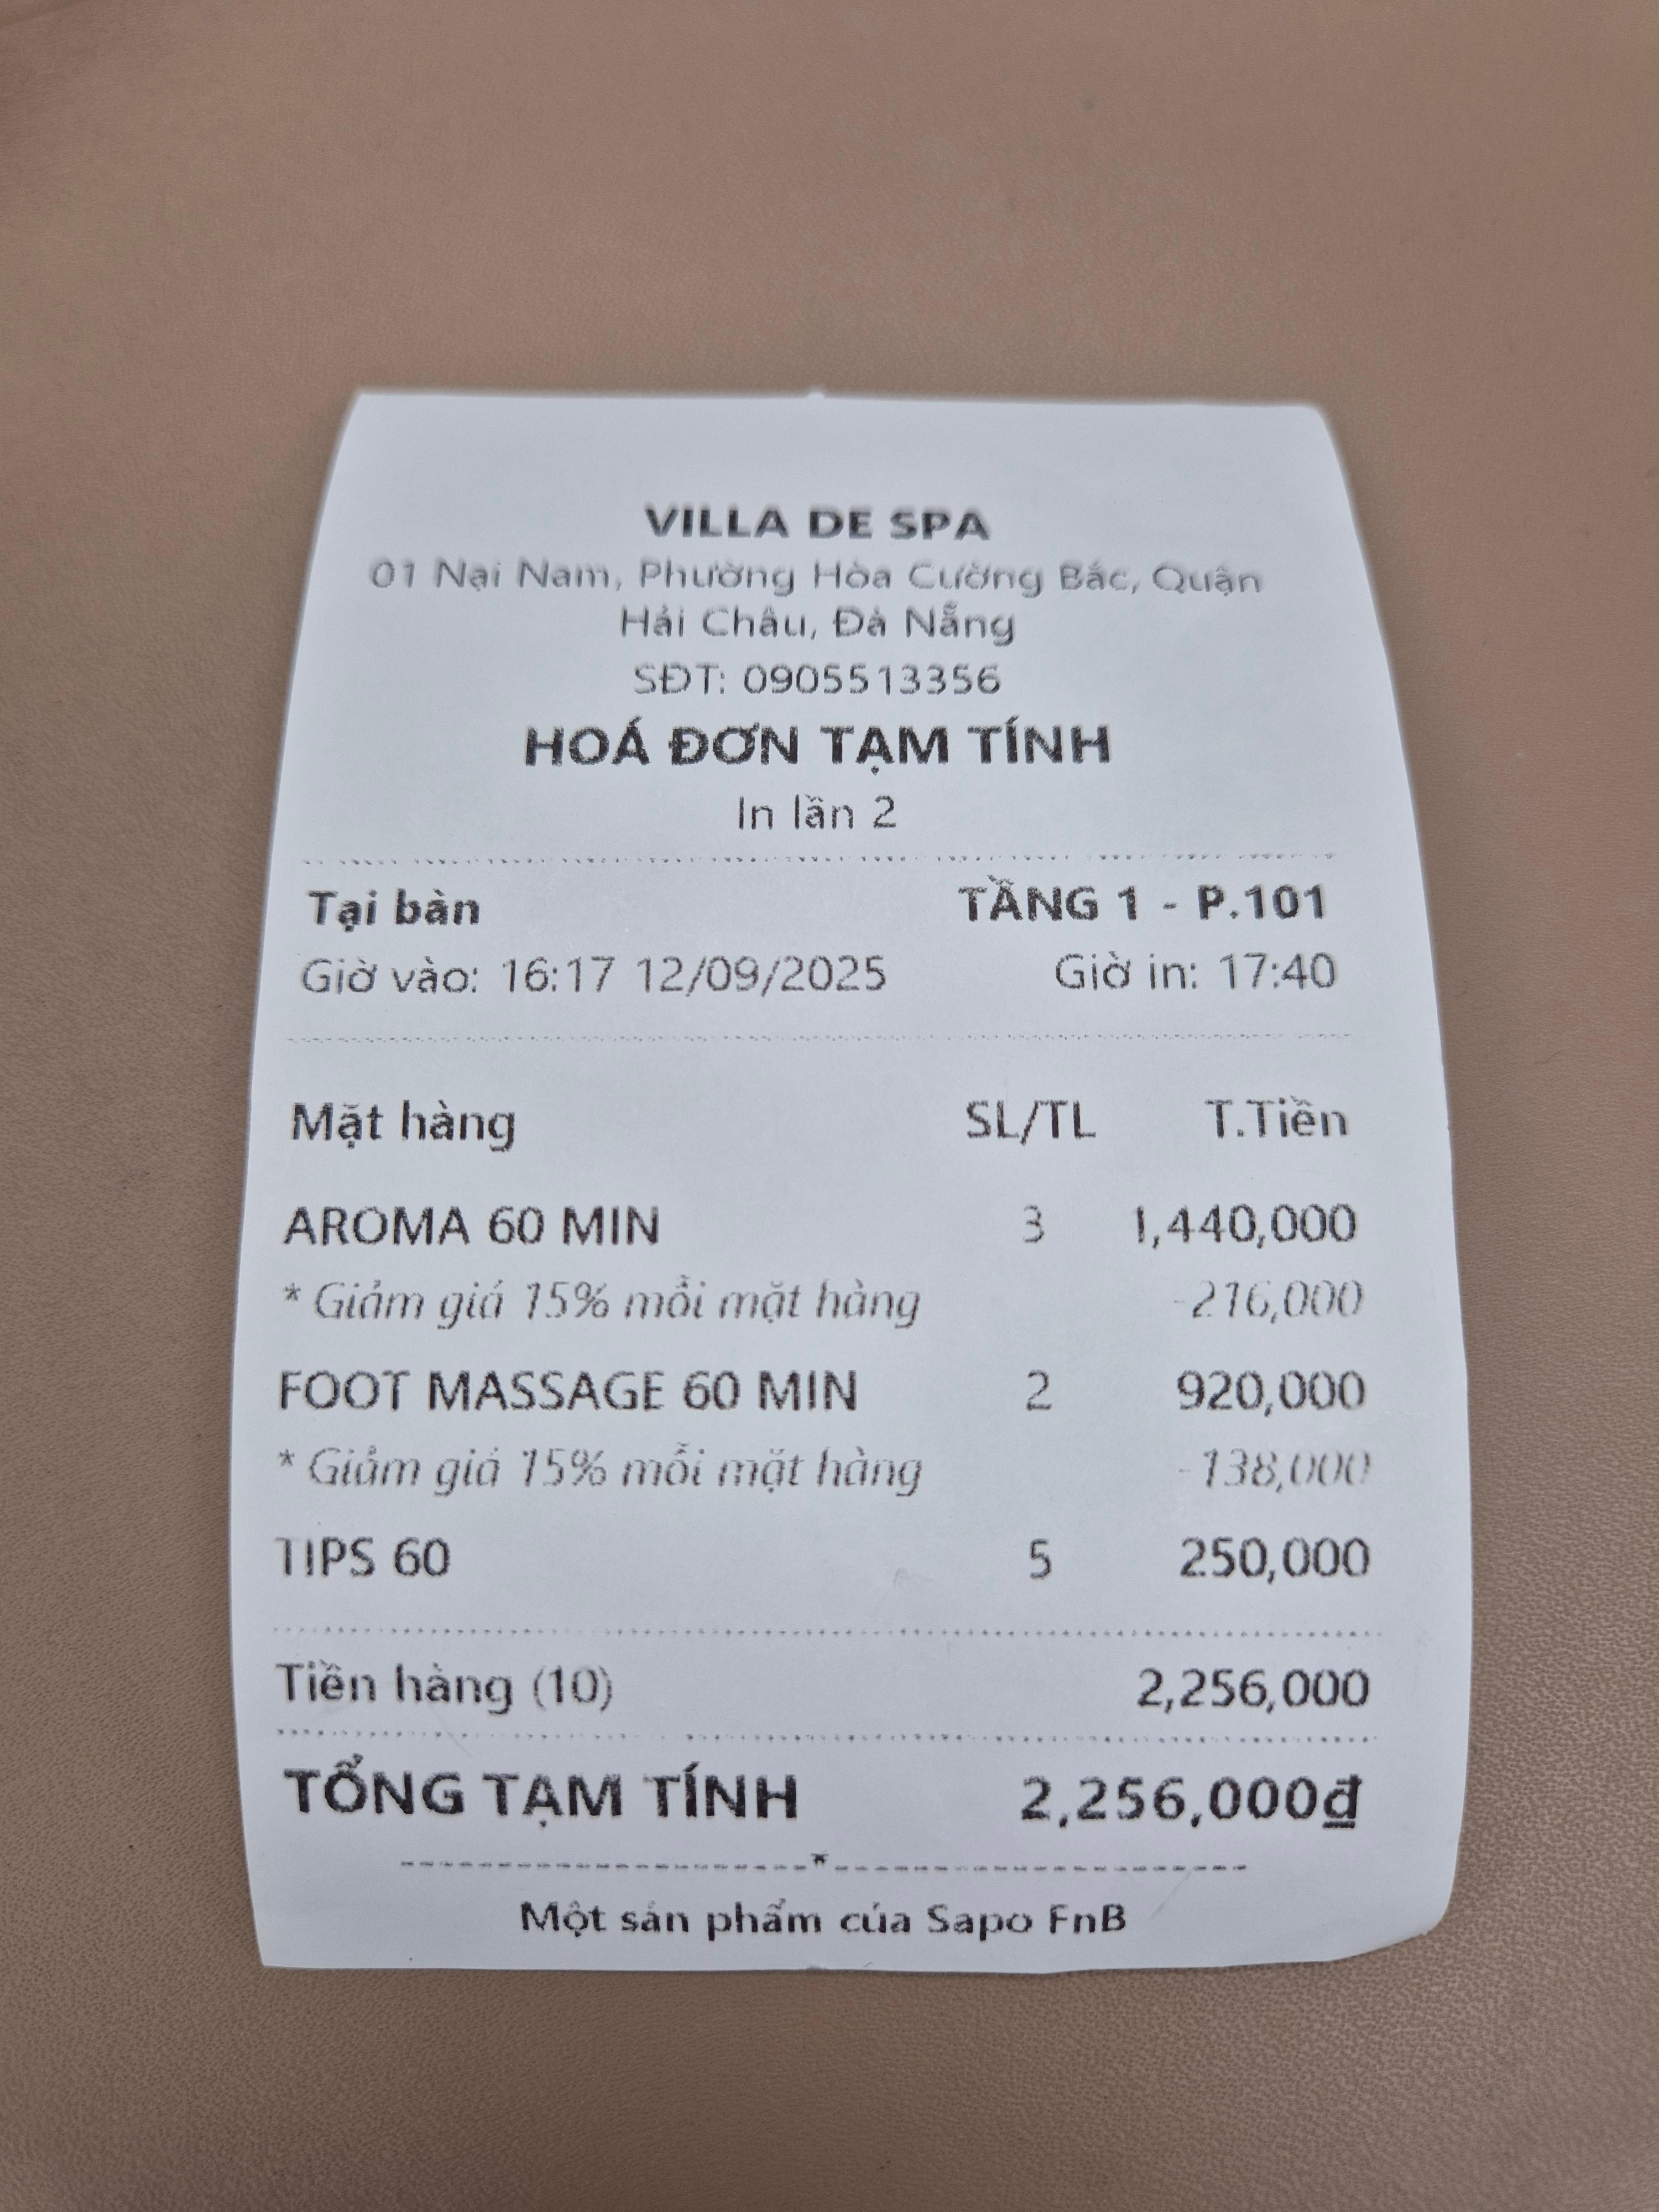 VILLA DE SPA
01 Nại Nam, Phường Hòa Cường Bắc, Quận
Hải Châu, Đà Nẵng
SĐT: 0905513356
HOÁ ĐƠN TẠM TÍNH
In lần 2
Tại bàn TẦNG 1 - P.101
Giờ vào: 16:17 12/09/2025 Giờ in: 17:40
Mặt hàng SL/TL T.Tiền
AROMA 60 MIN 3 1,440,000
* Giảm giá 15% mỗi mặt hàng -216,000
FOOT MASSAGE 60 MIN 2 920,000
* Giảm giá 15% mỗi mặt hàng -138,000
TIPS 60 5 250,000
Tiền hàng (10) 2,256,000
TỔNG TẠM TÍNH 2,256,000đ
Một sản phẩm của Sapo FnB